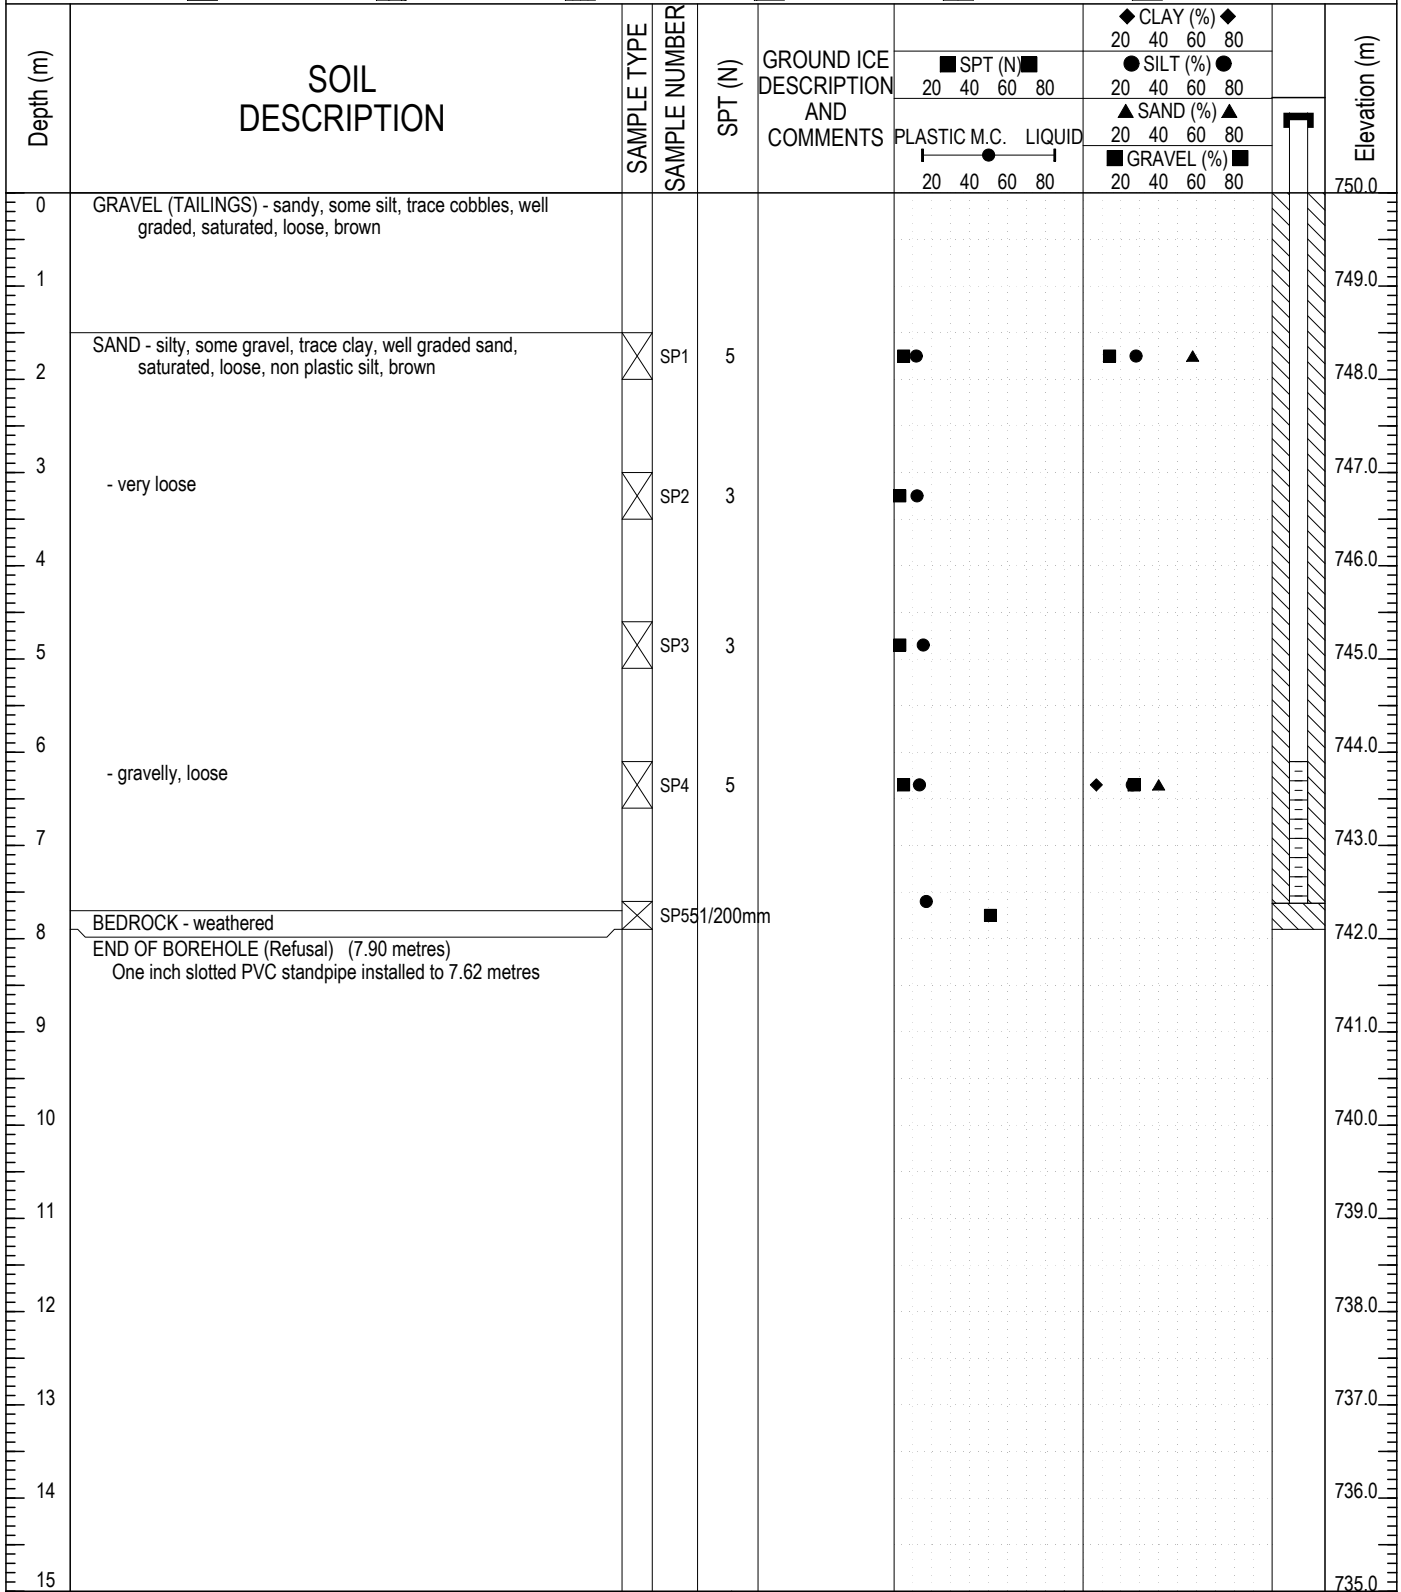 Depth (m)
SOIL
DESCRIPTION
SAMPLE TYPE
SAMPLE NUMBER
SPT (N)
GROUND ICE
DESCRIPTION
AND
COMMENTS
SPT (N)
20 40 60 80
PLASTIC M.C. LIQUID
20 40 60 80
CLAY (%)
20 40 60 80
SILT (%)
20 40 60 80
SAND (%)
20 40 60 80
GRAVEL (%)
20 40 60 80
Elevation (m)
750.0
0 GRAVEL (TAILINGS) - sandy, some silt, trace cobbles, well
graded, saturated, loose, brown
1 749.0
SAND - silty, some gravel, trace clay, well graded sand,
SP1 5
saturated, loose, non plastic silt, brown
2 748.0
3 747.0
- very loose
SP2 3
4 746.0
SP3 3
5 745.0
6 744.0
- gravelly, loose
SP4 5
7 743.0
BEDROCK - weathered SP5 51/200mm
8 742.0
END OF BOREHOLE (Refusal) (7.90 metres)
One inch slotted PVC standpipe installed to 7.62 metres
9 741.0
10 740.0
11 739.0
12 738.0
13 737.0
14 736.0
15 735.0